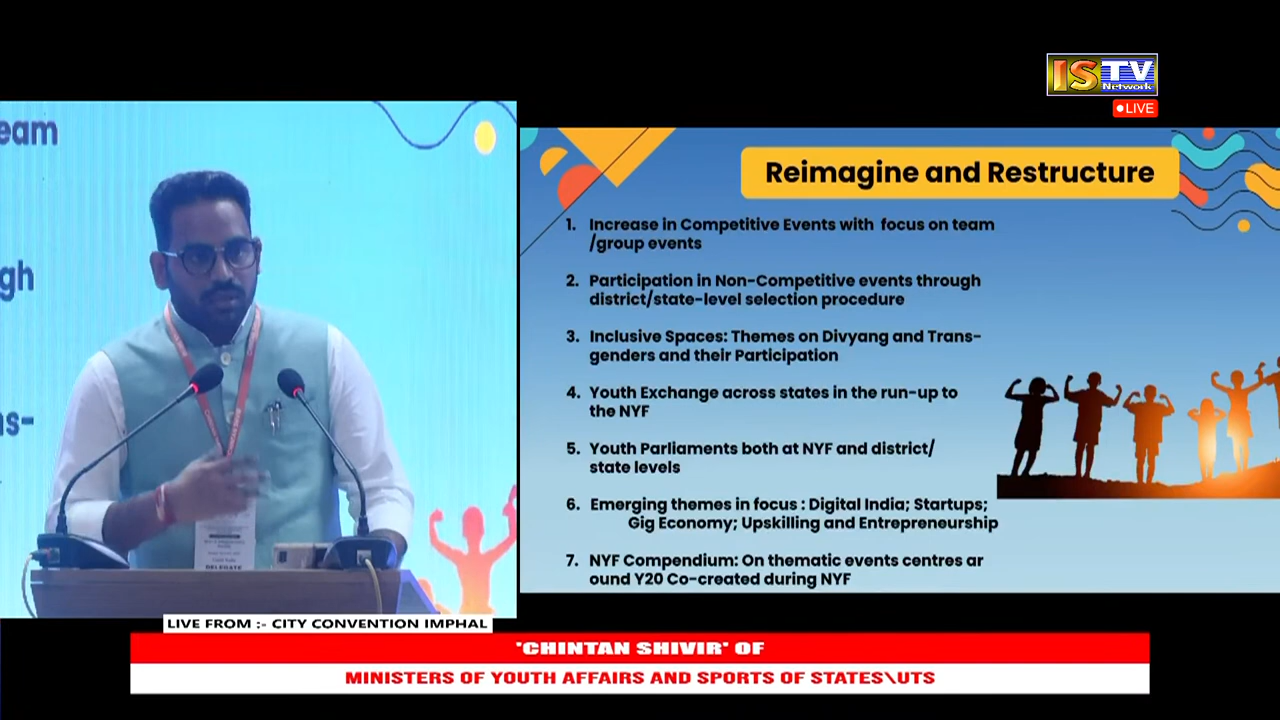 IS TV
Network
LIVE
eam
gh
ns-
DELEGATE
Reimagine and Restructure
1. Increase in Competitive Events with focus on team
/group events
2. Participation in Non-Competitive events through
district/state-level selection procedure
3. Inclusive Spaces: Themes on Divyang and Trans-
genders and their Participation
4. Youth Exchange across states in the run-up to
the NYF
5. Youth Parliaments both at NYF and district/
state levels
6. Emerging themes in focus : Digital India; Startups;
Gig Economy; Upskilling and Entrepreneurship
7. NYF Compendium: On thematic events centres ar
ound Y20 Co-created during NYF
LIVE FROM :- CITY CONVENTION IMPHAL
'CHINTAN SHIVIR' OF
MINISTERS OF YOUTH AFFAIRS AND SPORTS OF STATES\UTS